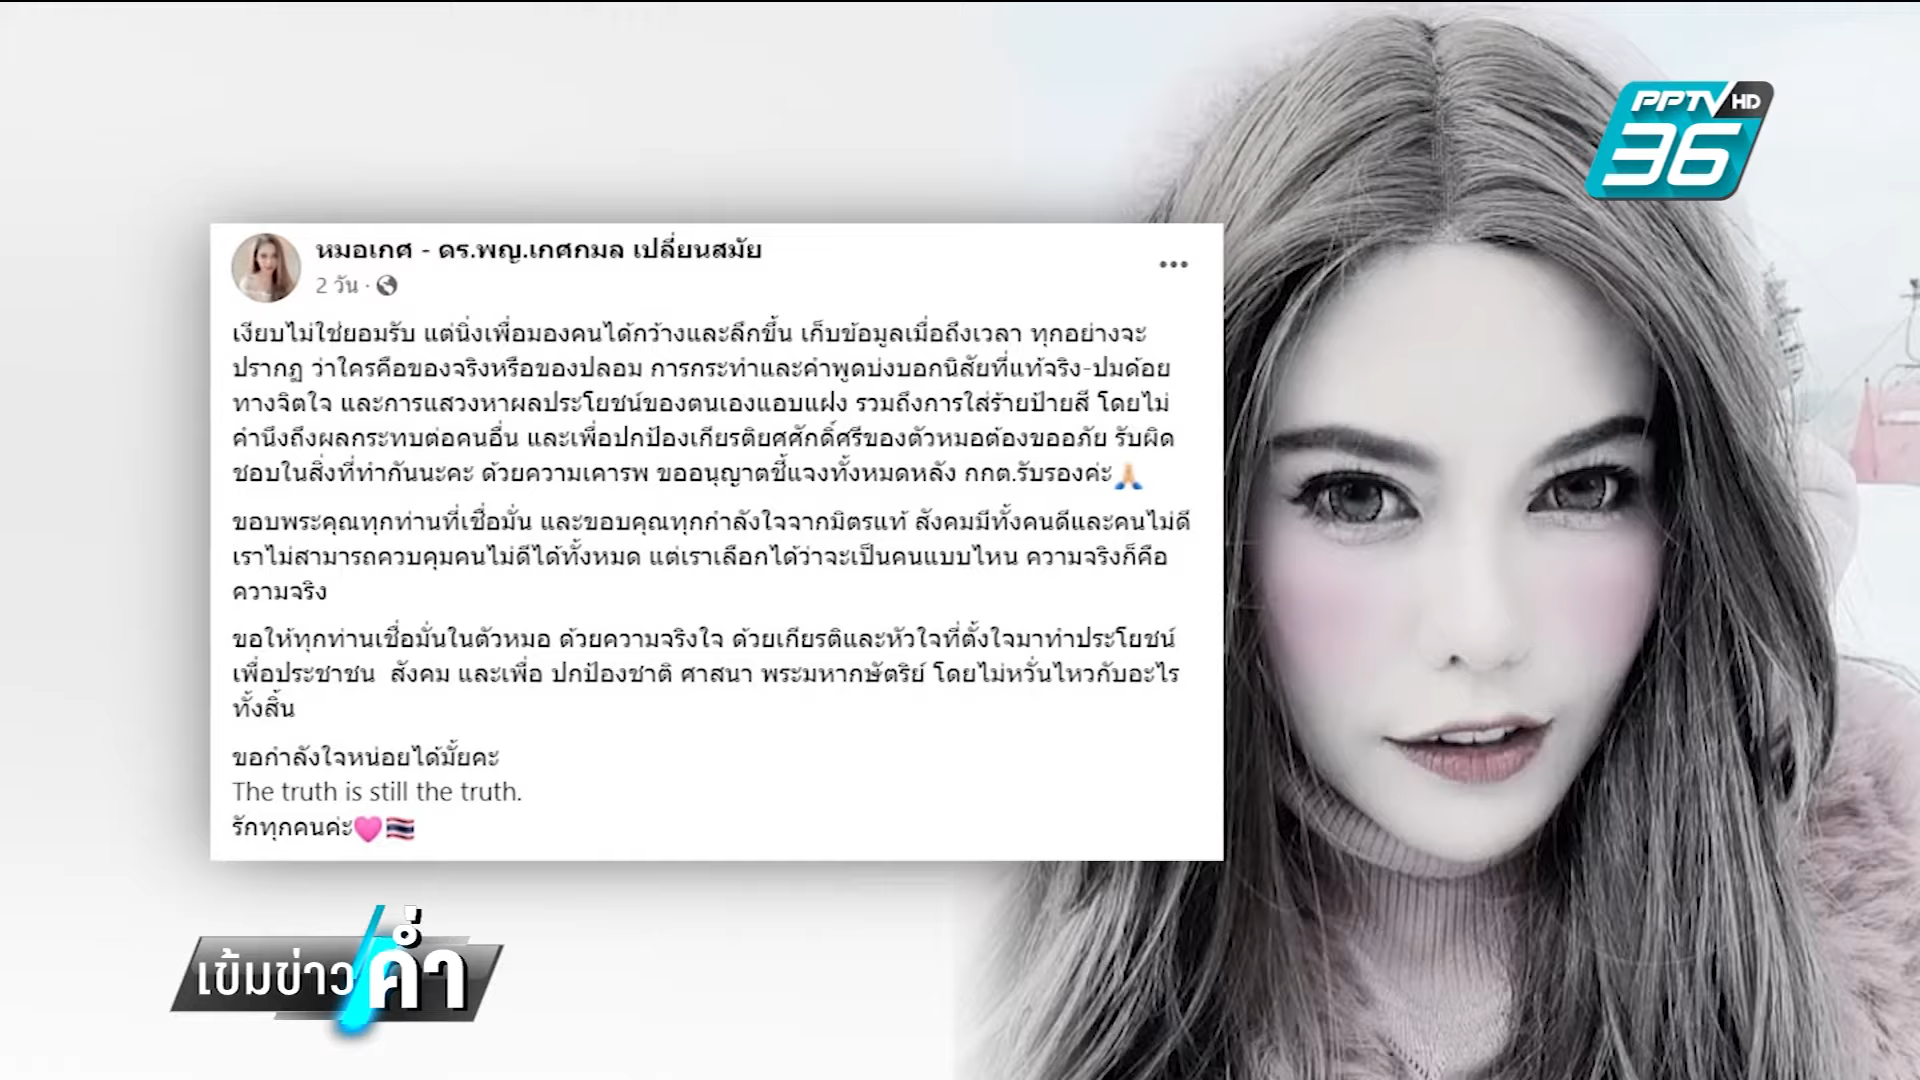 PPTV HD
36
หมอเกศ - ดร.พญ.เกศกมล เปลี่ยนสมัย
2 วัน ·
เงียบไม่ใช่ยอมรับ แต่นิ่งเพื่อมองคนได้กว้างและลึกขึ้น เก็บข้อมูลเมื่อถึงเวลา ทุกอย่างจะ
ปรากฏ ว่าใครคือของจริงหรือของปลอม การกระทำและคำพูดบ่งบอกนิสัยที่แท้จริง-ปมด้อย
ทางจิตใจ และการแสวงหาผลประโยชน์ของตนเองแอบแฝง รวมถึงการใส่ร้ายป้ายสี โดยไม่
คำนึงถึงผลกระทบต่อคนอื่น และเพื่อปกป้องเกียรติยศศักดิ์ศรีของตัวหมอต้องขออภัย รับผิด
ชอบในสิ่งที่ทำกันนะคะ ด้วยความเคารพ ขออนุญาตชี้แจงทั้งหมดหลัง กกต.รับรองค่ะ🙏
ขอบพระคุณทุกท่านที่เชื่อมั่น และขอบคุณทุกกำลังใจจากมิตรแท้ สังคมมีทั้งคนดีและคนไม่ดี
เราไม่สามารถควบคุมคนไม่ดีได้ทั้งหมด แต่เราเลือกได้ว่าจะเป็นคนแบบไหน ความจริงก็คือ
ความจริง
ขอให้ทุกท่านเชื่อมั่นในตัวหมอ ด้วยความจริงใจ ด้วยเกียรติและหัวใจที่ตั้งใจมาทำประโยชน์
เพื่อประชาชน สังคม และเพื่อ ปกป้องชาติ ศาสนา พระมหากษัตริย์ โดยไม่หวั่นไหวกับอะไร
ทั้งสิ้น
ขอกำลังใจหน่อยได้มั้ยคะ
The truth is still the truth.
รักทุกคนค่ะ🩷🇹🇭
เข้มข่าวค่ำ